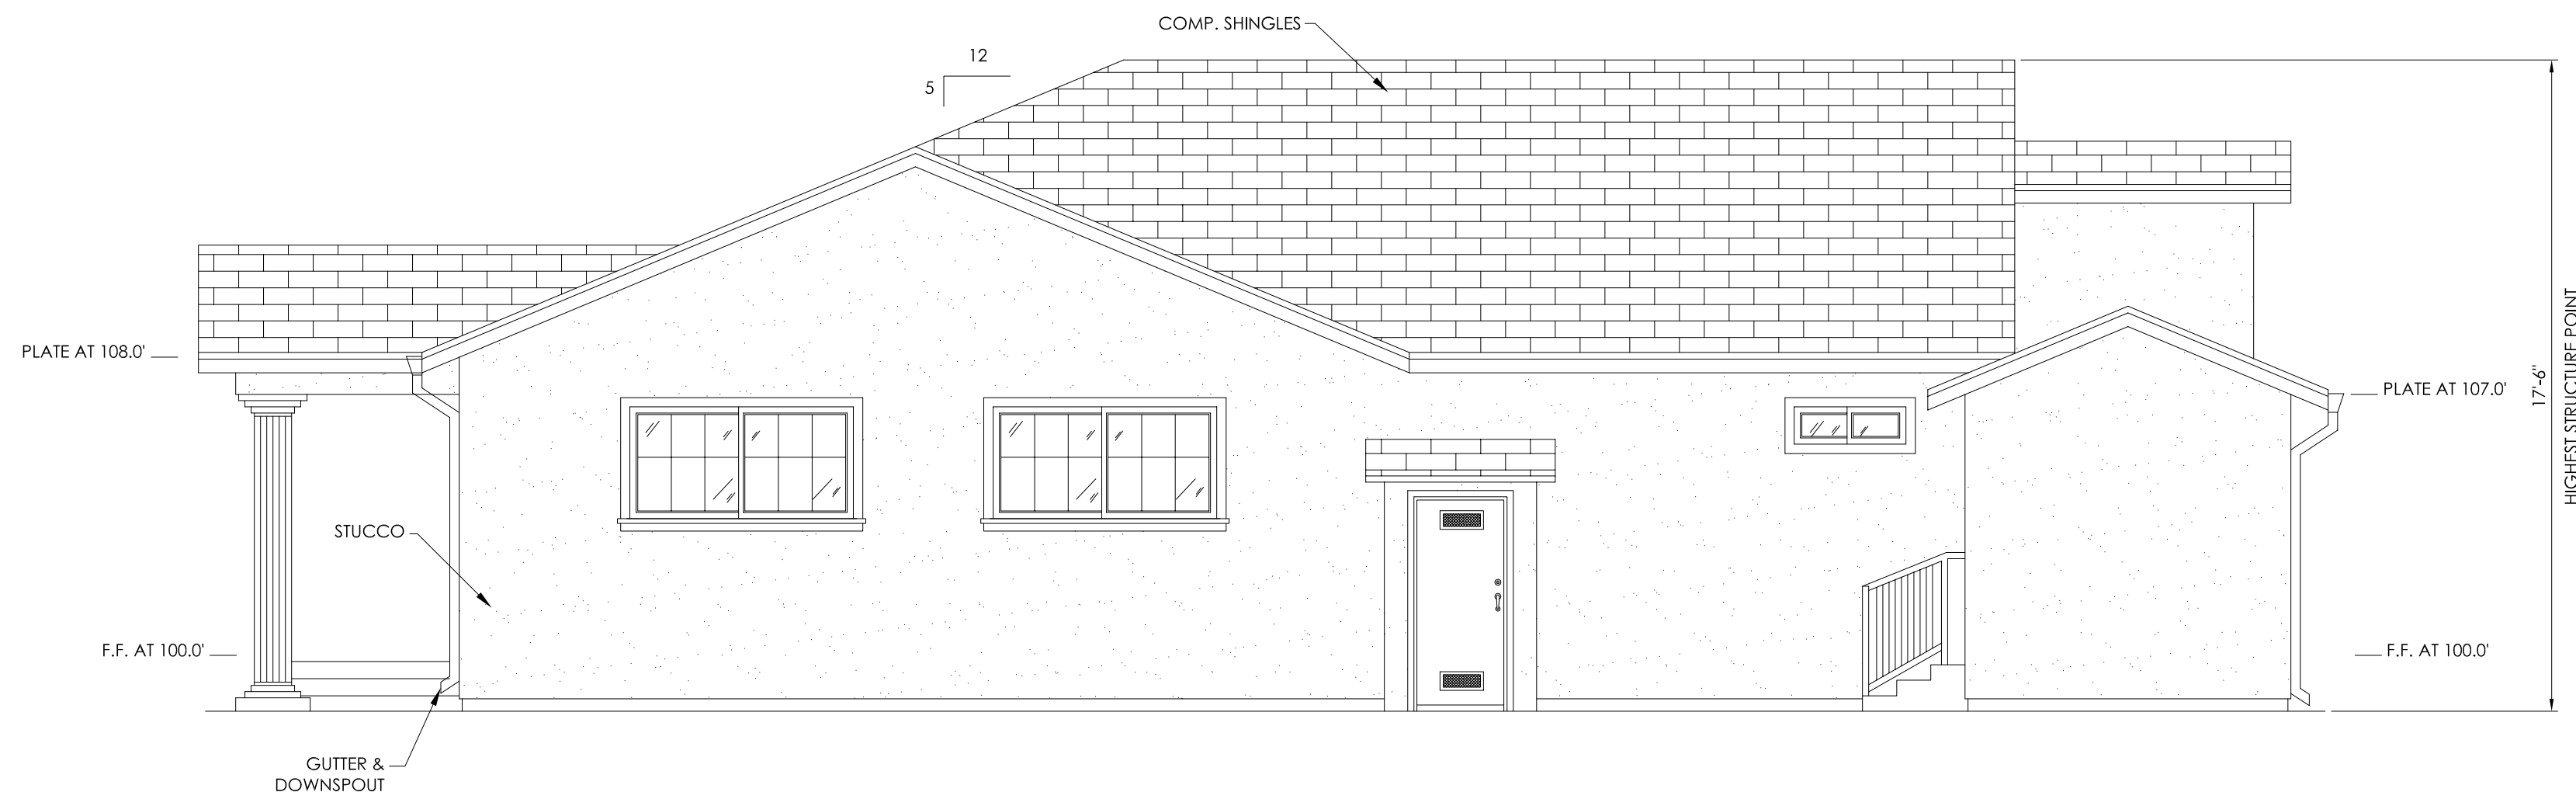 COMP. SHINGLES
12
5
PLATE AT 108.0'
PLATE AT 107.0'
17'-6"
HIGHEST STRUCTURE POINT
STUCCO
F.F. AT 100.0'
F.F. AT 100.0'
GUTTER &
DOWNSPOUT